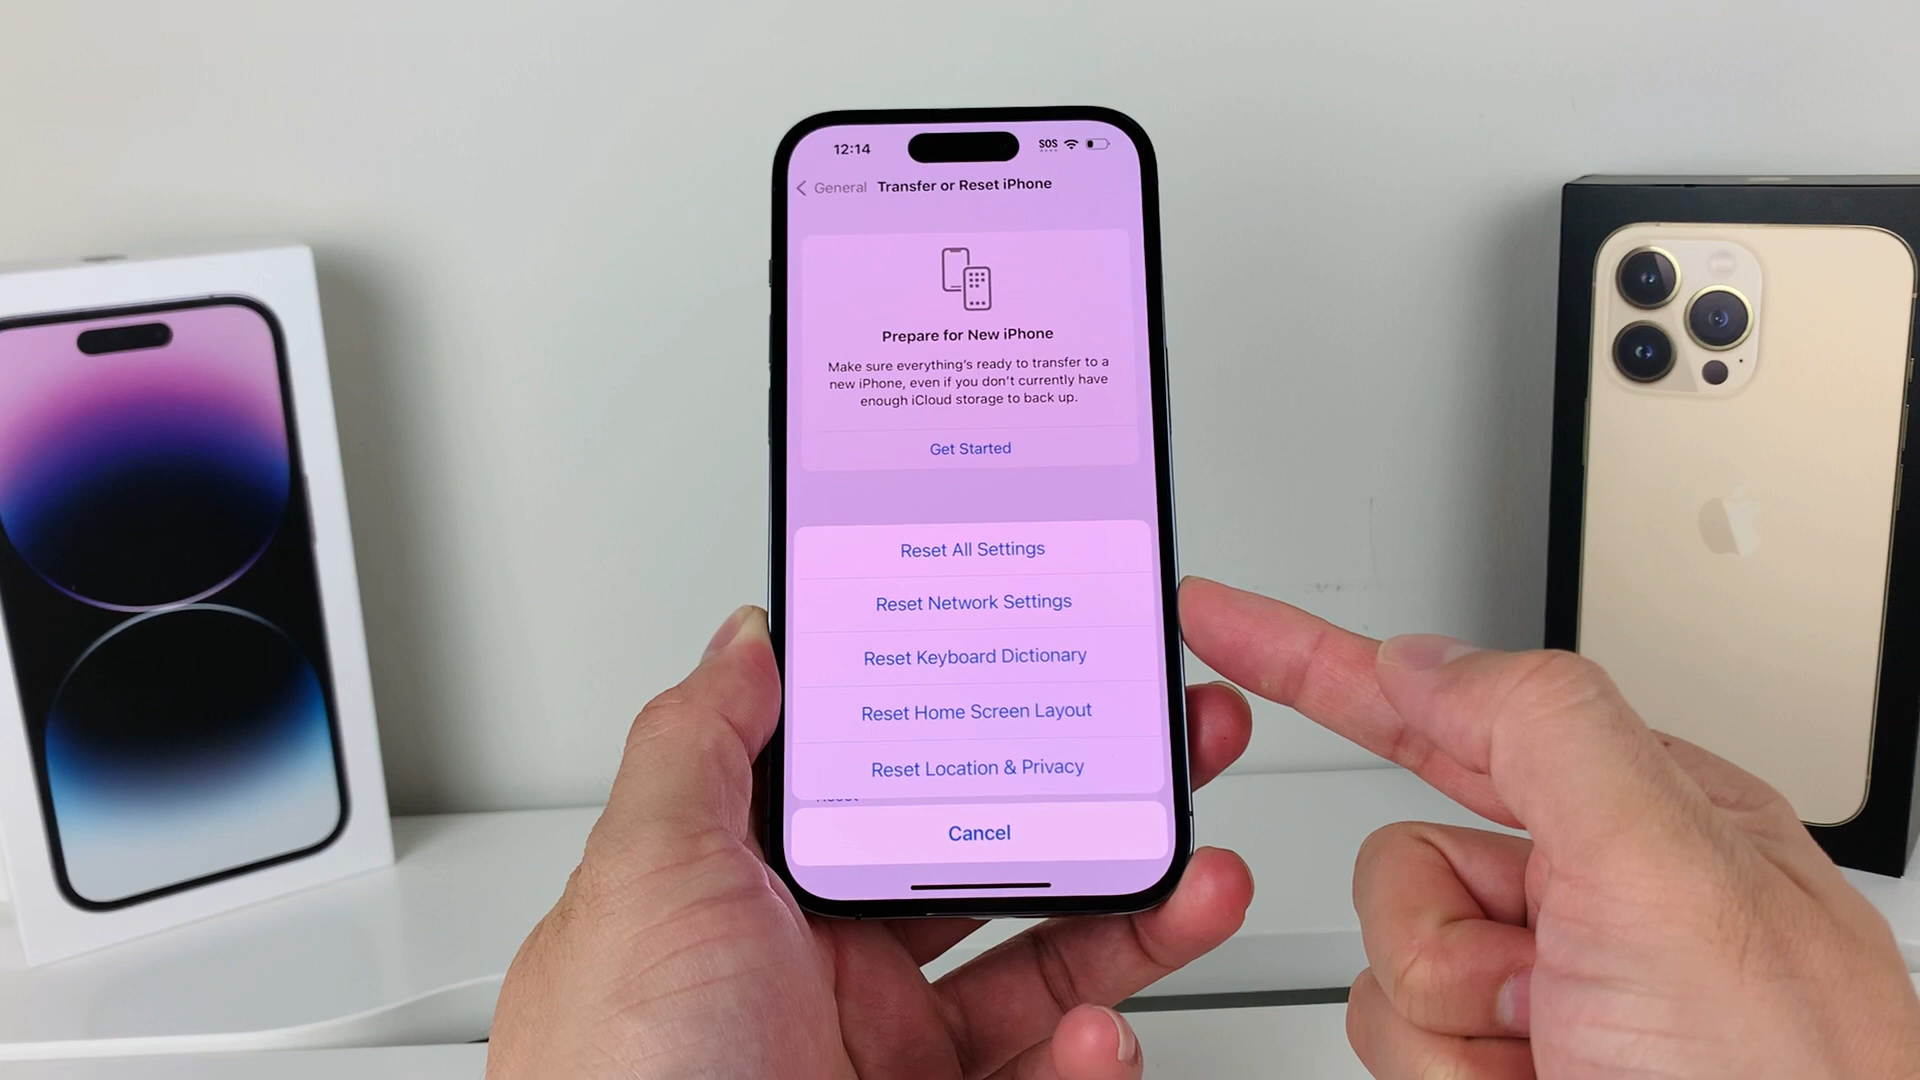 12:14
SOS
General
Transfer or Reset iPhone
Prepare for New iPhone
Make sure everything's ready to transfer to a
new iPhone, even if you don't currently have
enough iCloud storage to back up.
Get Started
Reset All Settings
Reset Network Settings
Reset Keyboard Dictionary
Reset Home Screen Layout
Reset Location & Privacy
Reset
Cancel